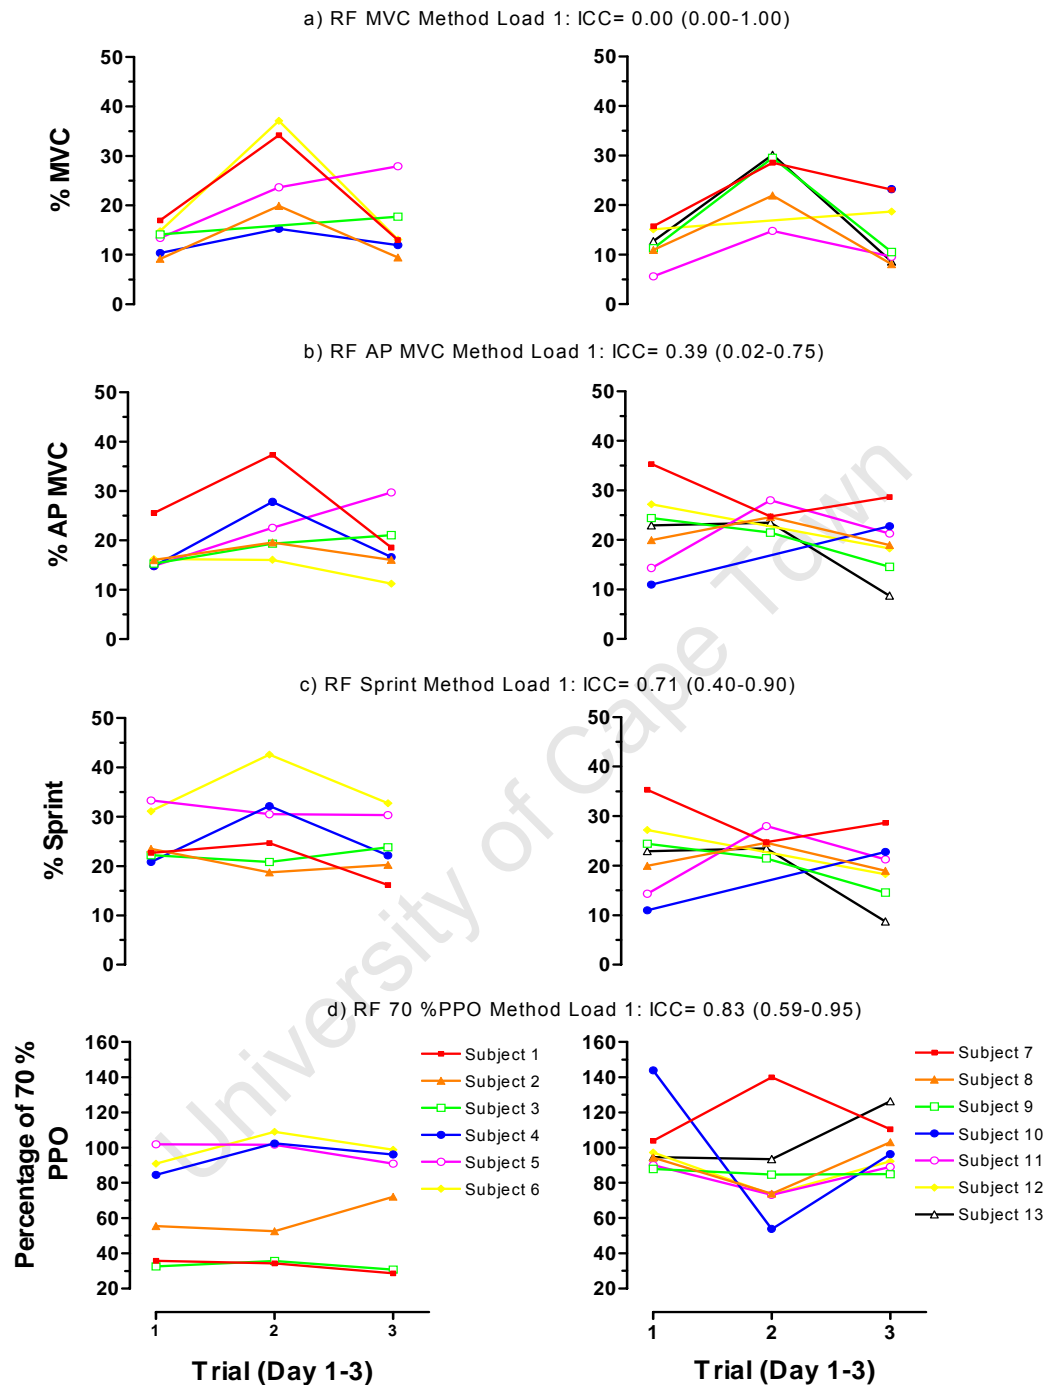 a) RF MVC Method Load 1: ICC= 0.00 (0.00-1.00)
% MVC
50
40
30
20
10
0
50
40
30
20
10
0
b) RF AP MVC Method Load 1: ICC= 0.39 (0.02-0.75)
% AP MVC
50
40
30
20
10
0
50
40
30
20
10
0
c) RF Sprint Method Load 1: ICC= 0.71 (0.40-0.90)
% Sprint
50
40
30
20
10
0
50
40
30
20
10
0
d) RF 70 %PPO Method Load 1: ICC= 0.83 (0.59-0.95)
Percentage of 70 %
PPO
160
140
120
100
80
60
40
20
Subject 1
Subject 2
Subject 3
Subject 4
Subject 5
Subject 6
160
140
120
100
80
60
40
20
Subject 7
Subject 8
Subject 9
Subject 10
Subject 11
Subject 12
Subject 13
1 2 3
1 2 3
Trial (Day 1-3)
Trial (Day 1-3)
University of Cape Town